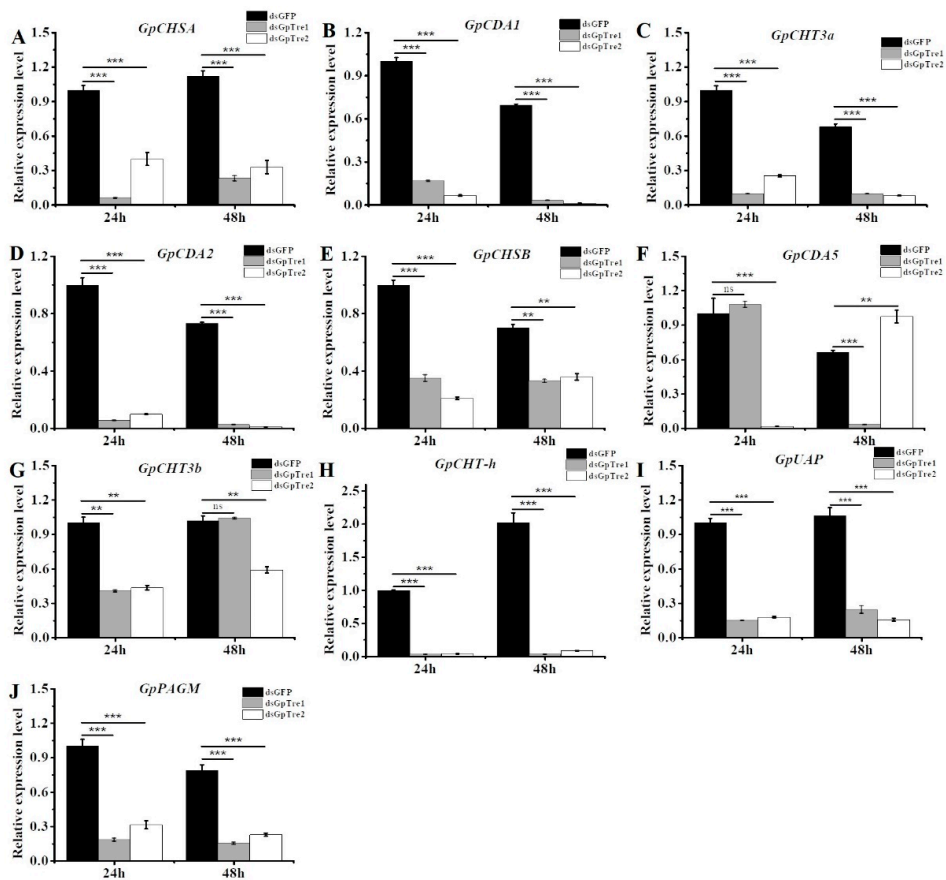 A
GpCHSA
dsGFP
dsGpTre1
dsGpTre2
Relative expression level
1.5
1.2
0.9
0.6
0.3
0.0
***
***
***
***
24h
48h
B
GpCDA1
dsGFP
dsGpTre1
dsGpTre2
Relative expression level
1.2
0.9
0.6
0.3
0.0
***
***
***
***
24h
48h
C
GpCHT3a
dsGFP
dsGpTre1
dsGpTre2
Relative expression level
1.5
1.2
0.9
0.6
0.3
0.0
***
***
***
***
24h
48h
D
GpCDA2
dsGFP
dsGpTre1
dsGpTre2
Relative expression level
1.2
0.8
0.4
0.0
***
***
***
***
24h
48h
E
GpCHSB
dsGFP
dsGpTre1
dsGpTre2
Relative expression level
1.2
0.8
0.4
0.0
***
***
**
**
24h
48h
F
GpCDA5
dsGFP
dsGpTre1
dsGpTre2
Relative expression level
1.5
1.2
0.9
0.6
0.3
0.0
***
ns
**
***
24h
48h
G
GpCHT3b
dsGFP
dsGpTre1
dsGpTre2
Relative expression level
1.5
1.2
0.9
0.6
0.3
0.0
**
**
**
ns
24h
48h
H
GpCHT-h
dsGFP
dsGpTre1
dsGpTre2
Relative expression level
2.5
2.0
1.5
1.0
0.5
0.0
***
***
***
***
24h
48h
I
GpUAP
dsGFP
dsGpTre1
dsGpTre2
Relative expression level
1.5
1.2
0.9
0.6
0.3
0.0
***
***
***
***
24h
48h
J
GpPAGM
dsGFP
dsGpTre1
dsGpTre2
Relative expression level
1.5
1.2
0.9
0.6
0.3
0.0
***
***
***
***
24h
48h